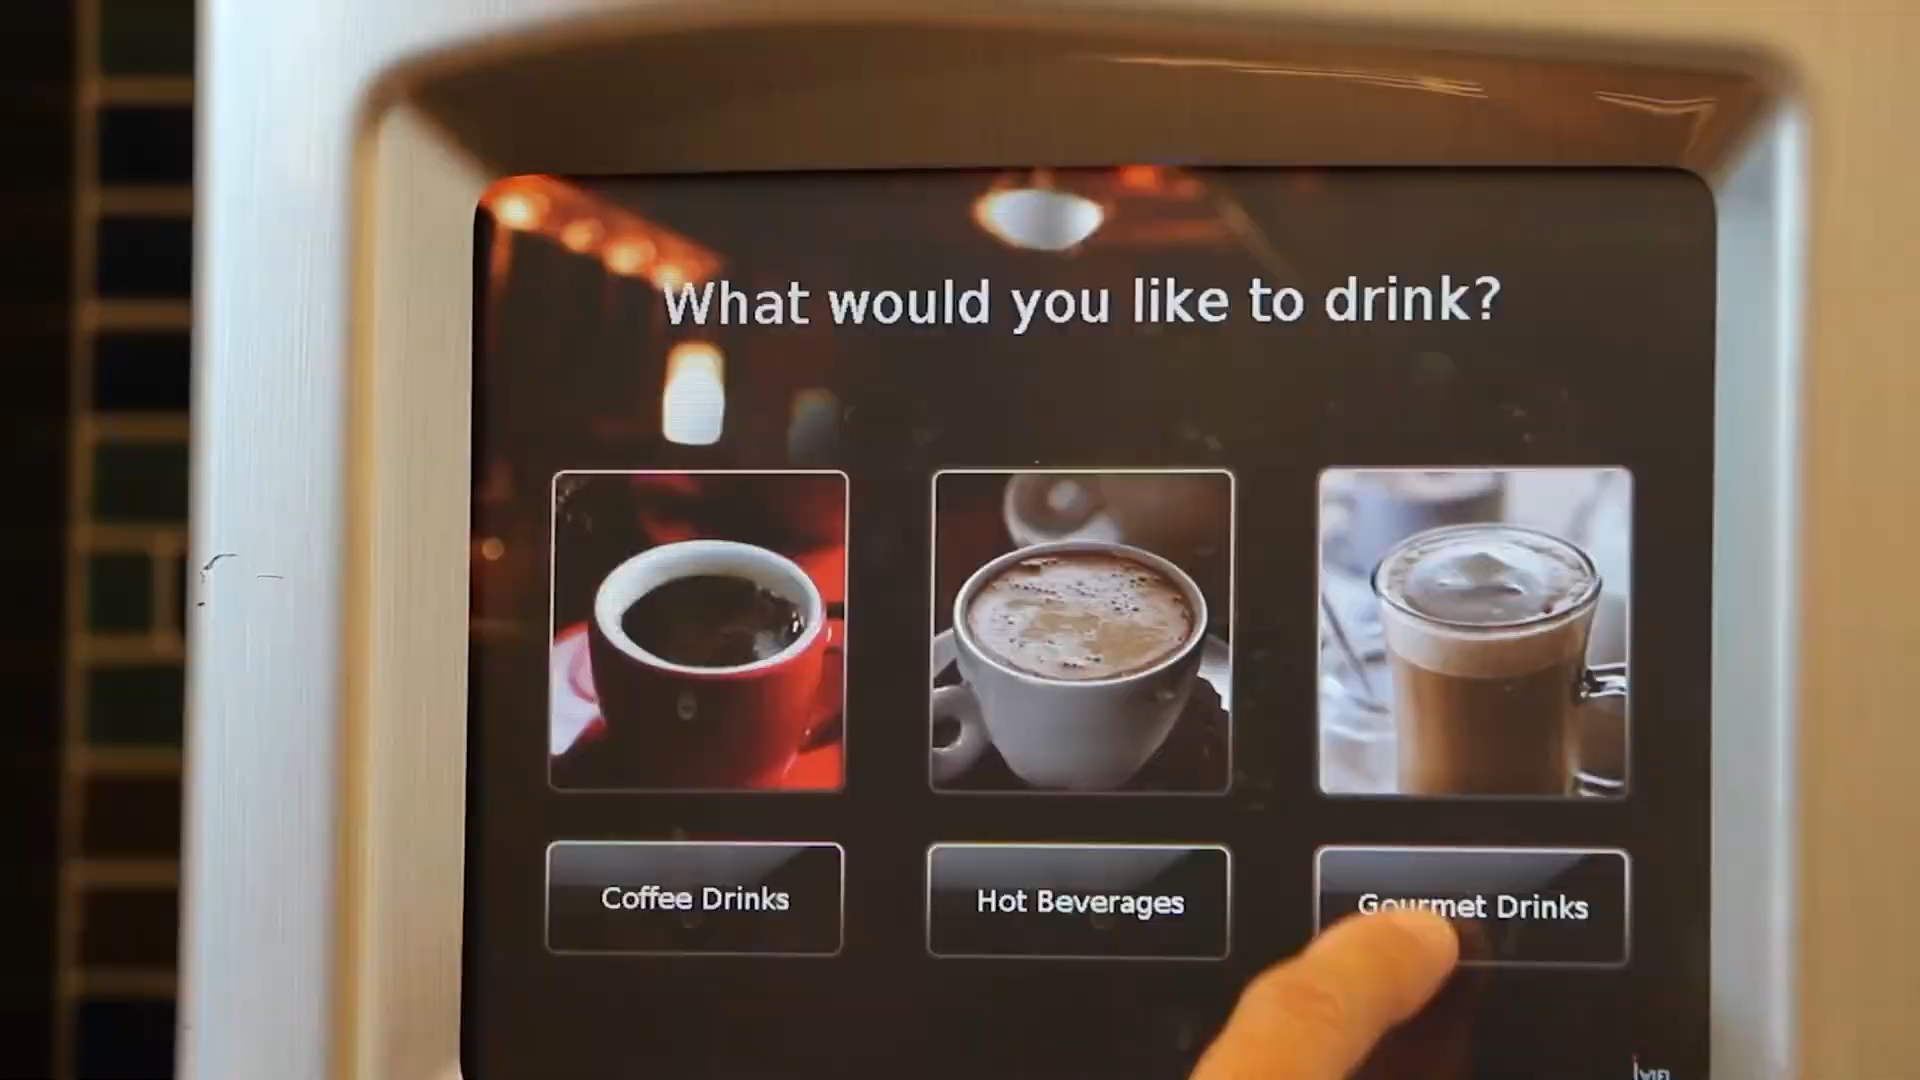 What would you like to drink?
Coffee Drinks
Hot Beverages
Gourmet Drinks